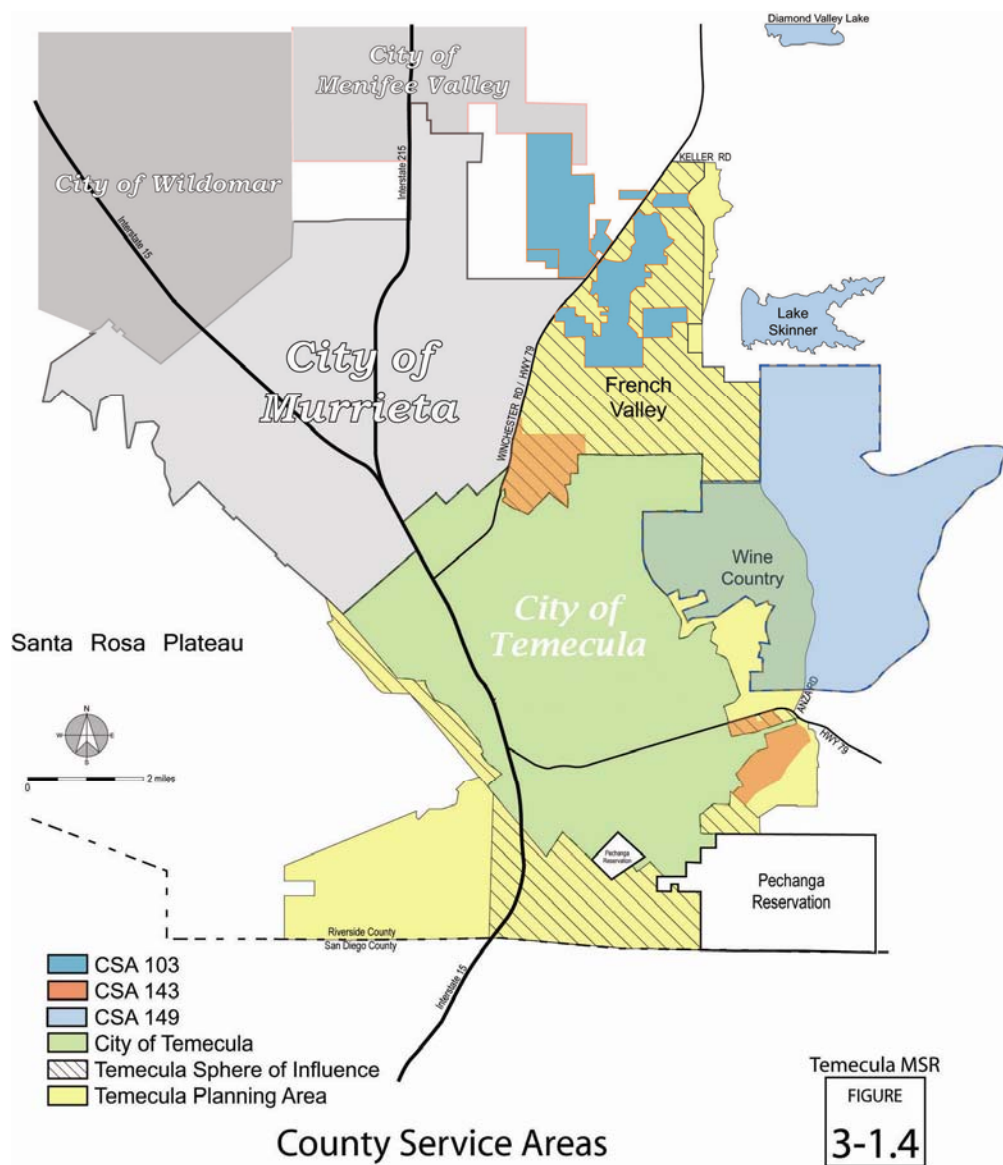 Diamond Valley Lake
City of
Menifee Valley
Interstate 215
KELLER RD
City of Wildomar
Interstate 15
Lake
Skinner
City of
Murrieta
WINCHESTER RD / HWY 79
French
Valley
Wine
Country
City of
Temecula
Santa Rosa Plateau
ANZA RD
HWY 79
N
W
E
S
0
2 miles
Pechanga
Reservation
Pechanga
Reservation
Riverside County
San Diego County
Interstate 15
CSA 103
CSA 143
CSA 149
City of Temecula
Temecula Sphere of Influence
Temecula Planning Area
County Service Areas
Temecula MSR
FIGURE
3-1.4